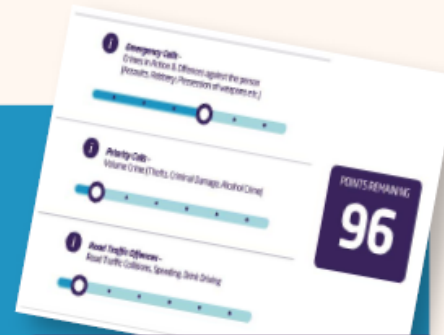 Emergency Calls -
Crimes in Action & Offences against the person
(Assaults, Robbery, Possession of weapons etc.)
Priority Calls -
Volume Crime (Thefts, Criminal Damage, Alcohol Crime)
POINTS REMAINING
96
Road Traffic Offences -
Road Traffic Collisions, Speeding, Drink Driving